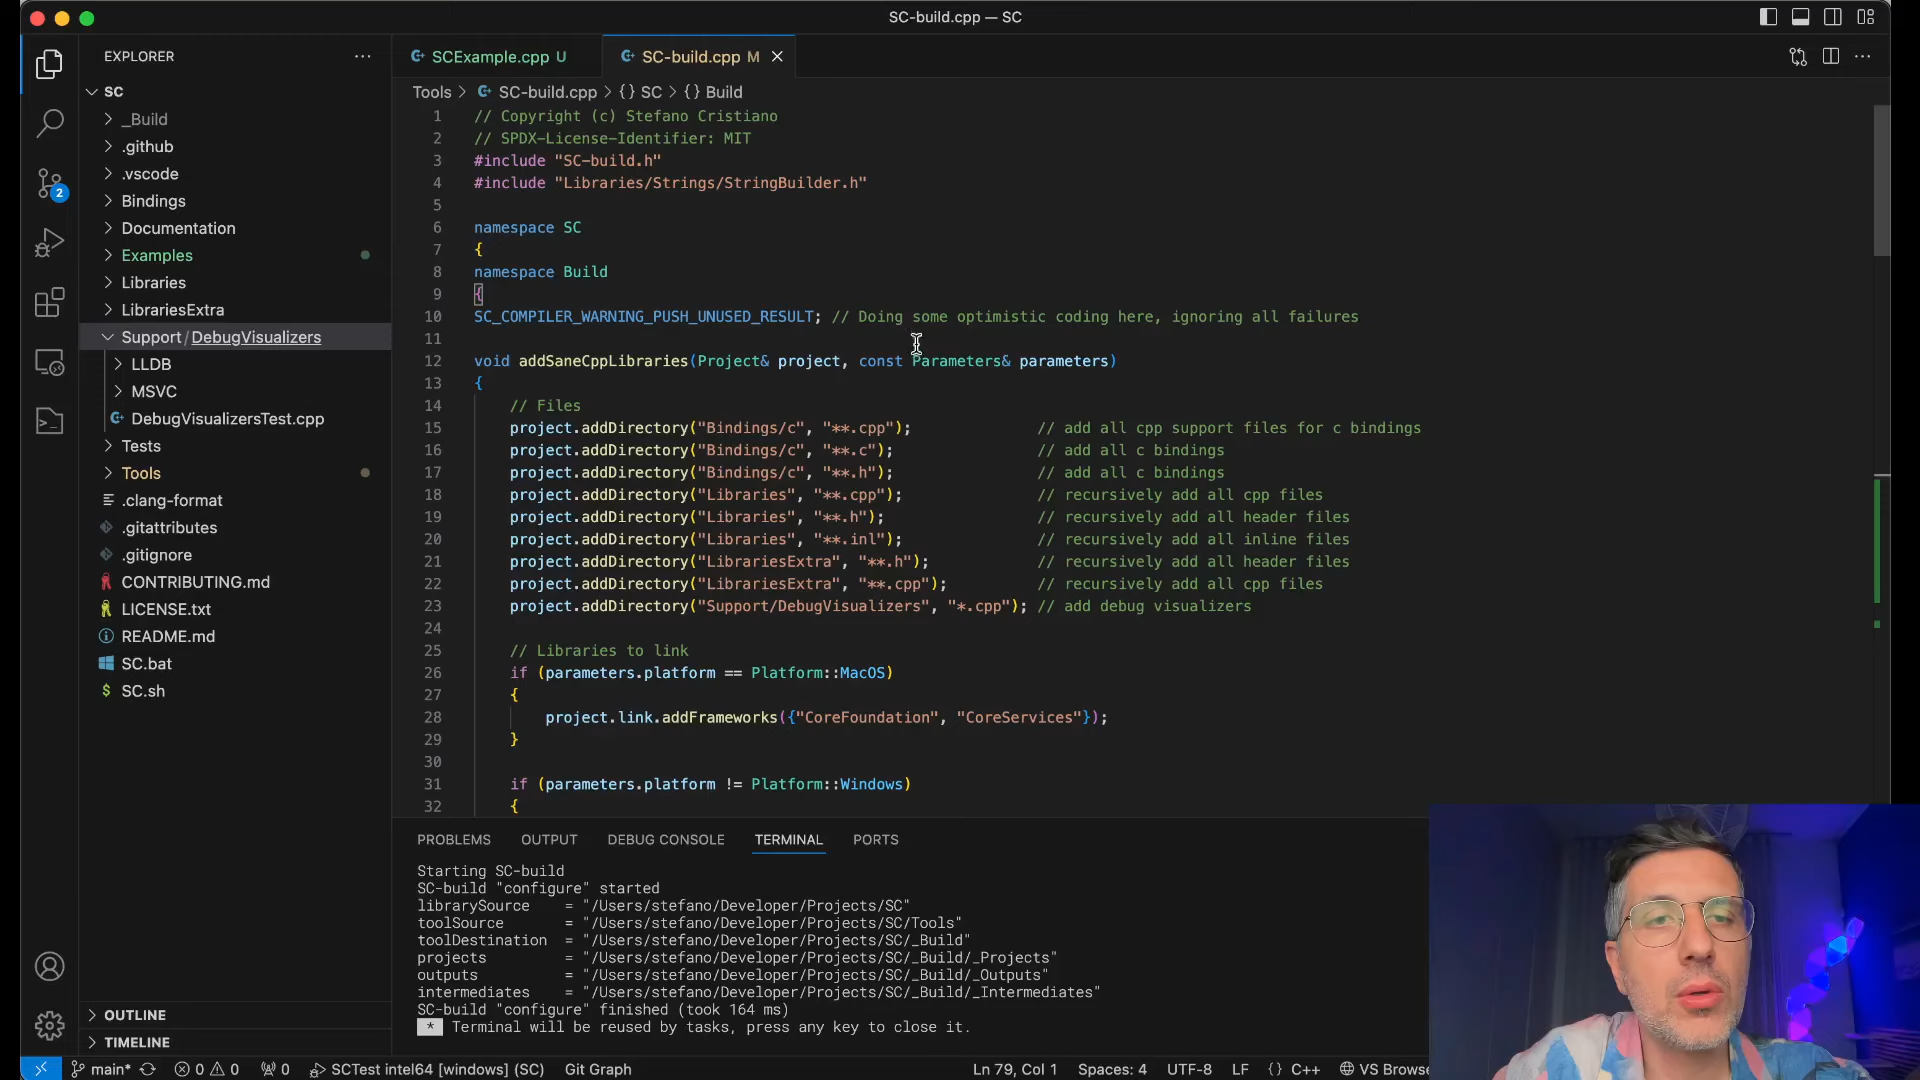 SC-build.cpp — SC
EXPLORER
SC
_Build
.github
.vscode
Bindings
Documentation
Examples
Libraries
LibrariesExtra
Support/DebugVisualizers
LLDB
MSVC
DebugVisualizersTest.cpp
Tests
Tools
.clang-format
.gitattributes
.gitignore
CONTRIBUTING.md
LICENSE.txt
README.md
SC.bat
SC.sh
OUTLINE
TIMELINE
2
SCExample.cpp U
SC-build.cpp M
Tools > SC-build.cpp > {} SC > {} Build
1 // Copyright (c) Stefano Cristiano
2 // SPDX-License-Identifier: MIT
3 #include "SC-build.h"
4 #include "Libraries/Strings/StringBuilder.h"
5
6 namespace SC
7 {
8 namespace Build
9 {
10 SC_COMPILER_WARNING_PUSH_UNUSED_RESULT; // Doing some optimistic coding here, ignoring all failures
11
12 void addSaneCppLibraries(Project& project, const Parameters& parameters)
13 {
14 // Files
15 project.addDirectory("Bindings/c", "**.cpp"); // add all cpp support files for c bindings
16 project.addDirectory("Bindings/c", "**.c"); // add all c bindings
17 project.addDirectory("Bindings/c", "**.h"); // add all c bindings
18 project.addDirectory("Libraries", "**.cpp"); // recursively add all cpp files
19 project.addDirectory("Libraries", "**.h"); // recursively add all header files
20 project.addDirectory("Libraries", "**.inl"); // recursively add all inline files
21 project.addDirectory("LibrariesExtra", "**.h"); // recursively add all header files
22 project.addDirectory("LibrariesExtra", "**.cpp"); // recursively add all cpp files
23 project.addDirectory("Support/DebugVisualizers", "*.cpp"); // add debug visualizers
24
25 // Libraries to link
26 if (parameters.platform == Platform::MacOS)
27 {
28 project.link.addFrameworks({"CoreFoundation", "CoreServices"});
29 }
30
31 if (parameters.platform != Platform::Windows)
32 {
PROBLEMS OUTPUT DEBUG CONSOLE TERMINAL PORTS
Starting SC-build
SC-build "configure" started
librarySource = "/Users/stefano/Developer/Projects/SC"
toolSource = "/Users/stefano/Developer/Projects/SC/Tools"
toolDestination = "/Users/stefano/Developer/Projects/SC/_Build"
projects = "/Users/stefano/Developer/Projects/SC/_Build/_Projects"
outputs = "/Users/stefano/Developer/Projects/SC/_Build/_Outputs"
intermediates = "/Users/stefano/Developer/Projects/SC/_Build/_Intermediates"
SC-build "configure" finished (took 164 ms)
* Terminal will be reused by tasks, press any key to close it.
main* 0 0 0 SCTest intel64 [windows] (SC) Git Graph Ln 79, Col 1 Spaces: 4 UTF-8 LF {} C++ VS Browse